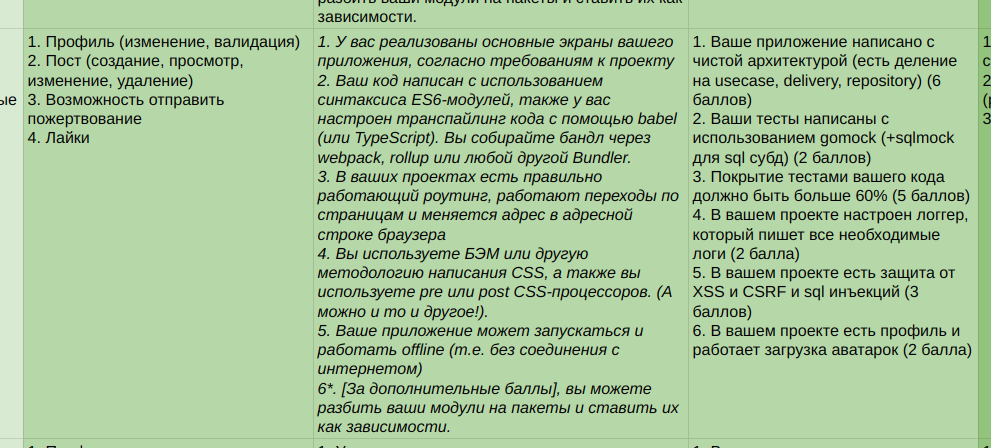 разбить ваши модули на пакеты и ставить их как
зависимости.
ые
1. Профиль (изменение, валидация)
2. Пост (создание, просмотр,
изменение, удаление)
3. Возможность отправить
пожертвование
4. Лайки
1. У вас реализованы основные экраны вашего
приложения, согласно требованиям к проекту
2. Ваш код написан с использованием
синтаксиса ES6-модулей, также у вас
настроен транспайлинг кода с помощью babel
(или TypeScript). Вы собирайте бандл через
webpack, rollup или любой другой Bundler.
3. В ваших проектах есть правильно
работающий роутинг, работают переходы по
страницам и меняется адрес в адресной
строке браузера
4. Вы используете БЭМ или другую
методологию написания CSS, а также вы
используете pre или post CSS-процессоров. (А
можно и то и другое!).
5. Ваше приложение может запускаться и
работать offline (т.е. без соединения с
интернетом)
6*. [За дополнительные баллы], вы можете
разбить ваши модули на пакеты и ставить их
как зависимости.
1. Ваше приложение написано с
чистой архитектурой (есть деление
на usecase, delivery, repository) (6
баллов)
2. Ваши тесты написаны с
использованием gomock (+sqlmock
для sql субд) (2 баллов)
3. Покрытие тестами вашего кода
должно быть больше 60% (5 баллов)
4. В вашем проекте настроен логгер,
который пишет все необходимые
логи (2 балла)
5. В вашем проекте есть защита от
XSS и CSRF и sql инъекций (3
баллов)
6. В вашем проекте есть профиль и
работает загрузка аватарок (2 балла)
1
с
2
(р
3